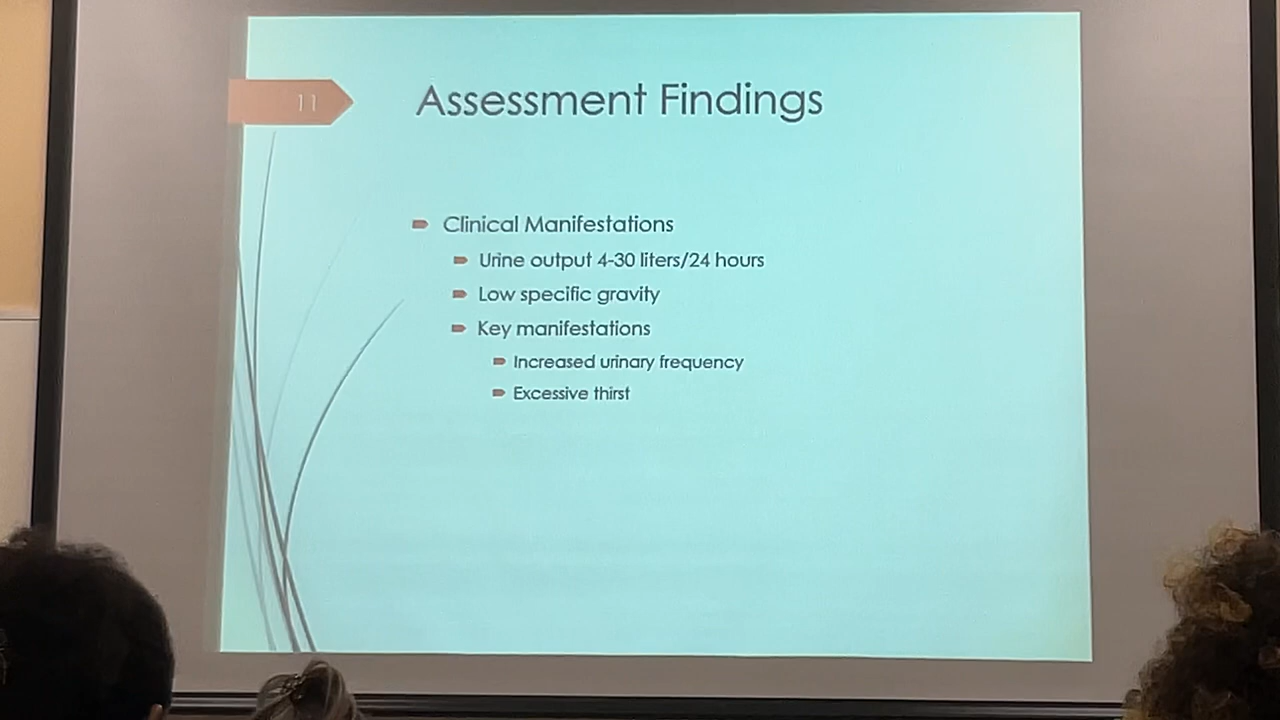 11
Assessment Findings
Clinical Manifestations
Urine output 4-30 liters/24 hours
Low specific gravity
Key manifestations
Increased urinary frequency
Excessive thirst